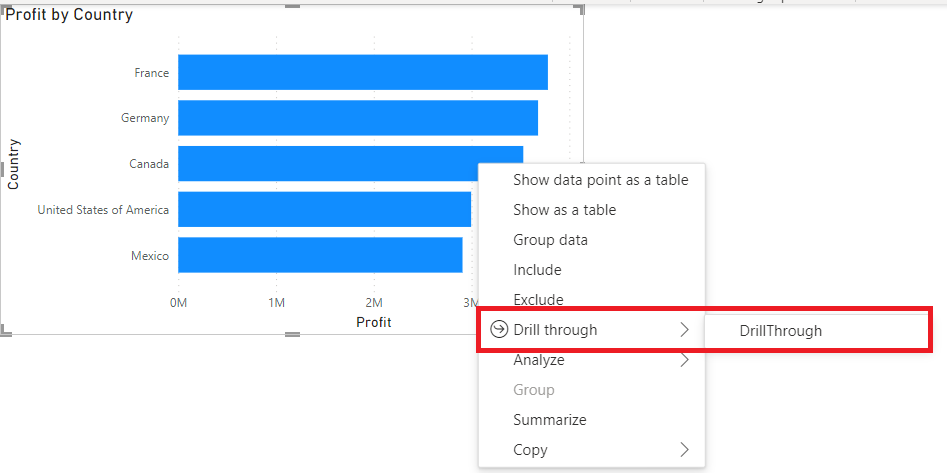 Profit by Country
Country
France
Germany
Canada
United States of America
Mexico
0M 1M 2M 3M
Profit
Show data point as a table
Show as a table
Group data
Include
Exclude
Drill through
DrillThrough
Analyze
Group
Summarize
Copy